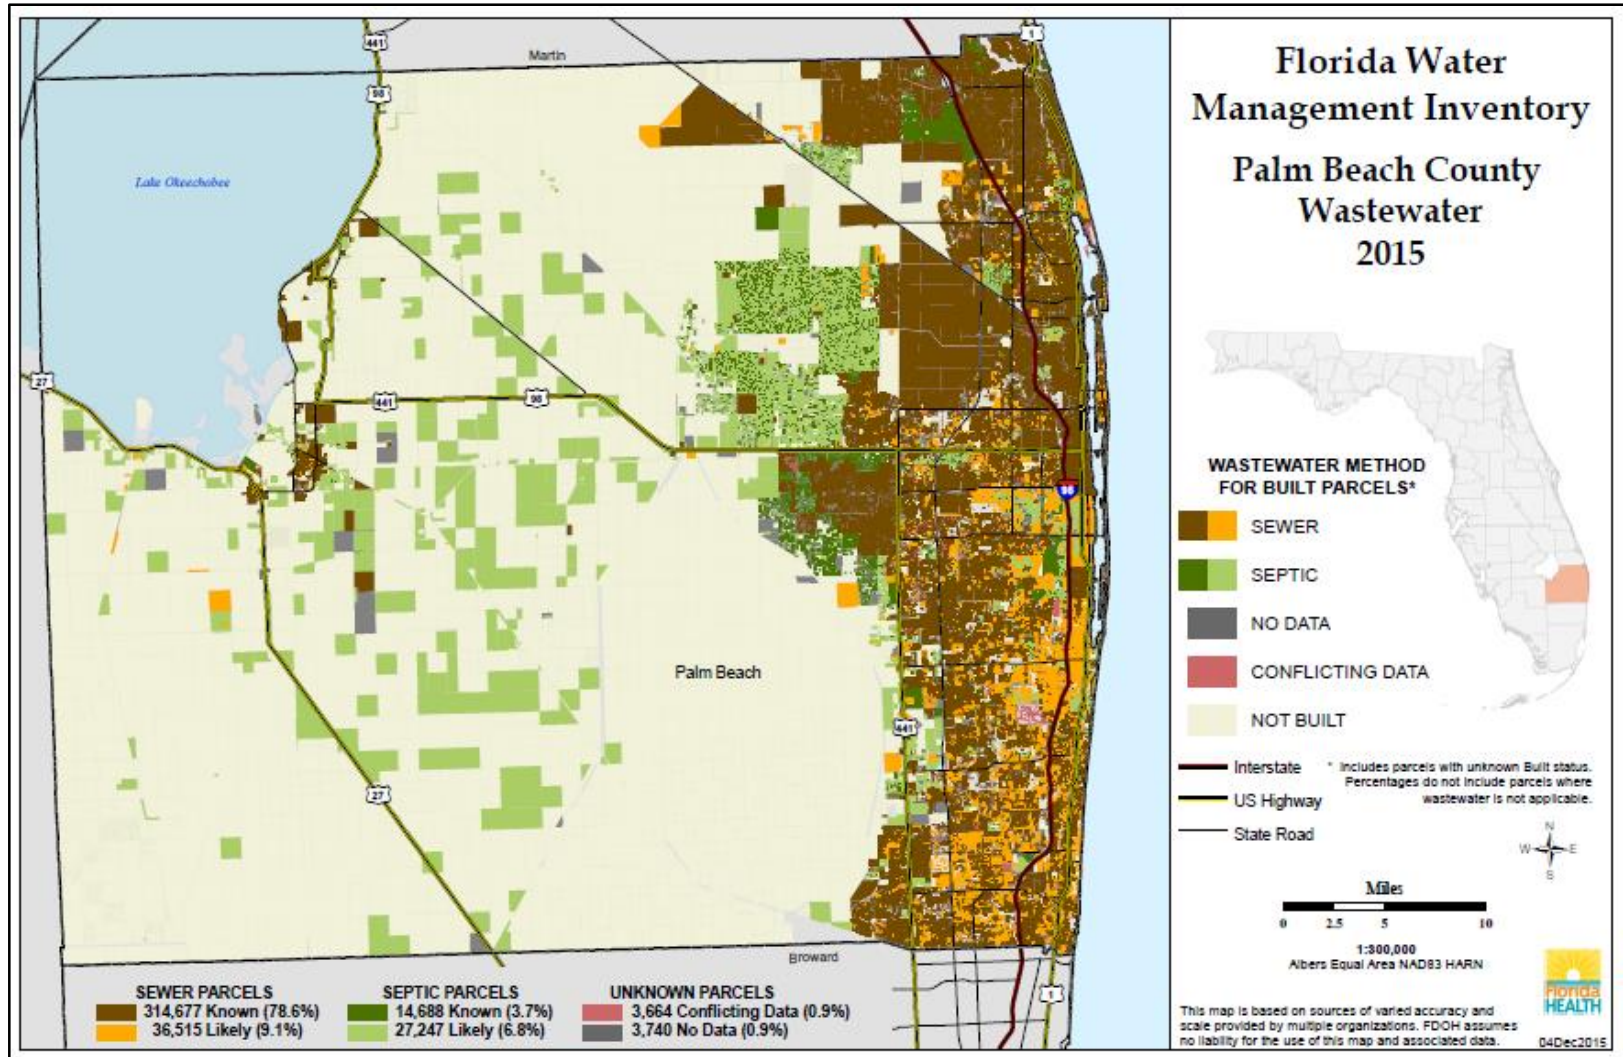 Florida Water
Management Inventory
Palm Beach County
Wastewater
2015
441
Martin
1
98
Lake Okeechobee
27
441
98
95
Palm Beach
441
27
Broward
1
WASTEWATER METHOD
FOR BUILT PARCELS*
SEWER
SEPTIC
NO DATA
CONFLICTING DATA
NOT BUILT
Interstate
US Highway
State Road
* Includes parcels with unknown Built status.
Percentages do not include parcels where
wastewater is not applicable.
N
W E
S
Miles
0 2.5 5 10
1:300,000
Albers Equal Area NAD83 HARN
SEWER PARCELS
314,677 Known (78.6%)
36,515 Likely (9.1%)
SEPTIC PARCELS
14,688 Known (3.7%)
27,247 Likely (6.8%)
UNKNOWN PARCELS
3,664 Conflicting Data (0.9%)
3,740 No Data (0.9%)
This map is based on sources of varied accuracy and
scale provided by multiple organizations. FDOH assumes
no liability for the use of this map and associated data.
Florida
HEALTH
04Dec2015